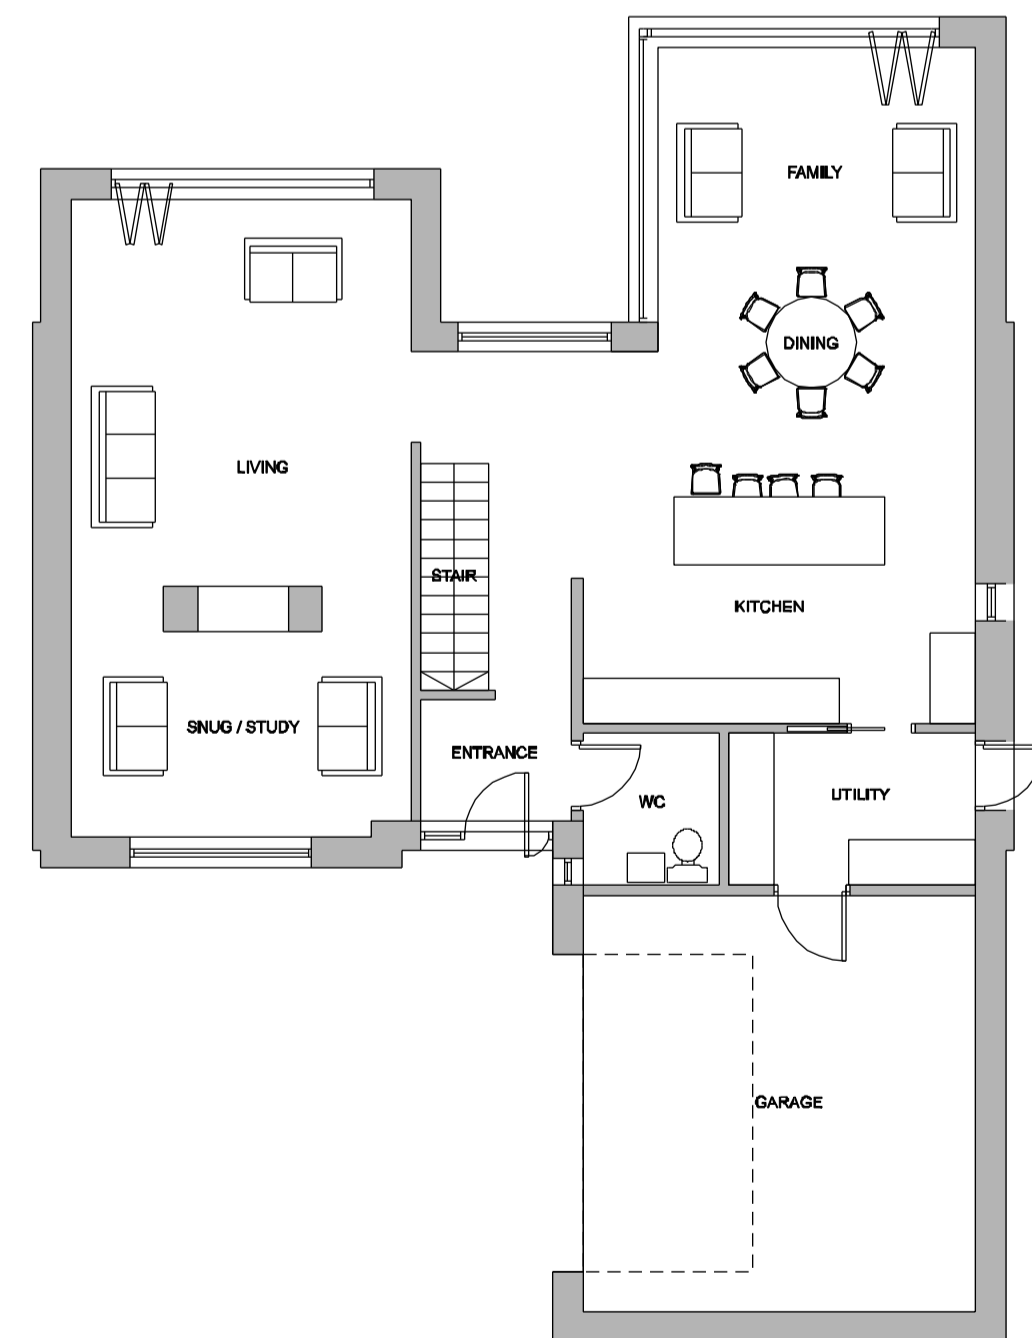 FAMILY
DINING
LIVING
STAIR
KITCHEN
SNUG / STUDY
ENTRANCE
WC
UTILITY
GARAGE